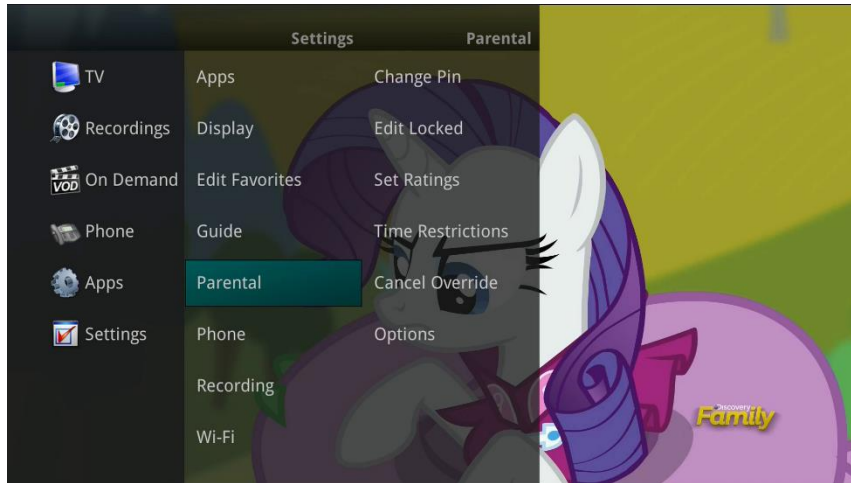 Settings
Parental
TV
Recordings
VOD
On Demand
Phone
Apps
Settings
Apps
Display
Edit Favorites
Guide
Parental
Phone
Recording
Wi-Fi
Change Pin
Edit Locked
Set Ratings
Time Restrictions
Cancel Override
Options
Discovery
Family